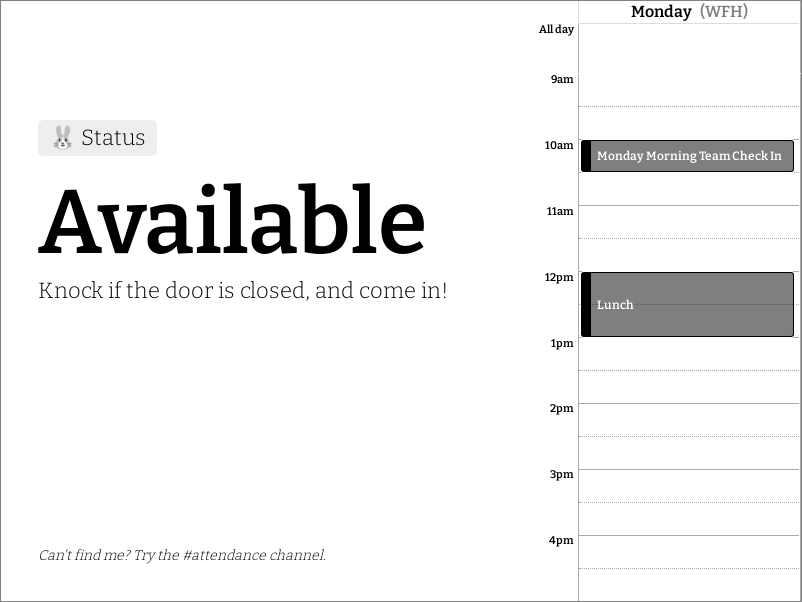 🐰 Status
Available
Knock if the door is closed, and come in!
Can't find me? Try the #attendance channel.
Monday (WFH)
All day
9am
10am
Monday Morning Team Check In
11am
12pm
Lunch
1pm
2pm
3pm
4pm